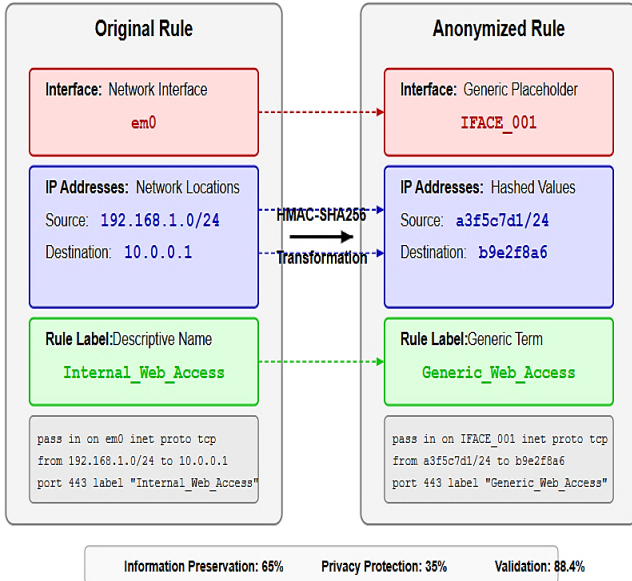 Original Rule
Interface: Network Interface
em0
IP Addresses: Network Locations
Source: 192.168.1.0/24
Destination: 10.0.0.1
Rule Label:Descriptive Name
Internal_Web_Access
pass in on em0 inet proto tcp
from 192.168.1.0/24 to 10.0.0.1
port 443 label "Internal_Web_Access"
HMAC-SHA256
Transformation
Anonymized Rule
Interface: Generic Placeholder
IFACE_001
IP Addresses: Hashed Values
Source: a3f5c7d1/24
Destination: b9e2f8a6
Rule Label:Generic Term
Generic_Web_Access
pass in on IFACE_001 inet proto tcp
from a3f5c7d1/24 to b9e2f8a6
port 443 label "Generic_Web_Access"
Information Preservation: 65% Privacy Protection: 35% Validation: 88.4%